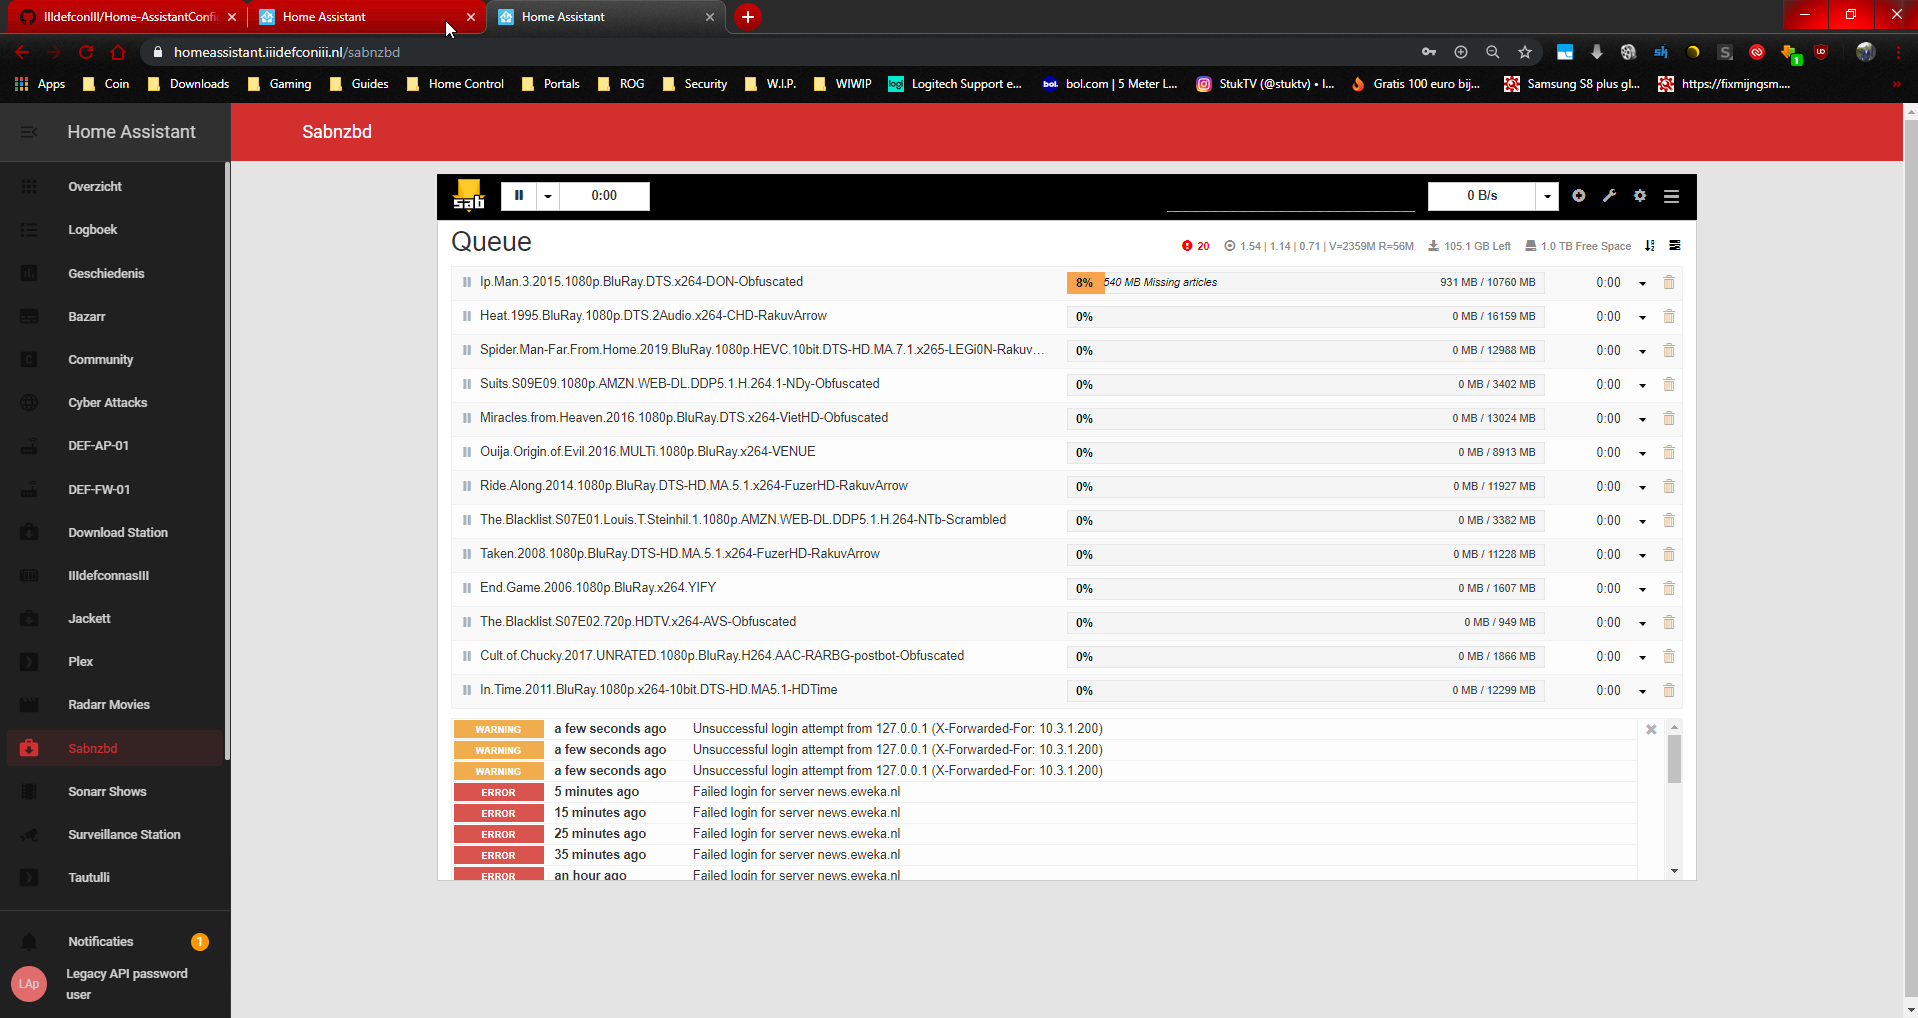 IIIdefconIII/Home-AssistantConfi
Home Assistant
Home Assistant
homeassistant.iiidefconiii.nl/sabnzbd
Apps
Coin
Downloads
Gaming
Guides
Home Control
Portals
ROG
Security
W.I.P.
WIWIP
Logitech Support e...
bol.com | 5 Meter L...
StukTV (@stuktv) • I...
Gratis 100 euro bij...
Samsung S8 plus gl...
https://fixmijngsm....
Home Assistant
Sabnzbd
Overzicht
Logboek
Geschiedenis
Bazarr
Community
Cyber Attacks
DEF-AP-01
DEF-FW-01
Download Station
IIIdefconnasIII
Jackett
Plex
Radarr Movies
Sabnzbd
Sonarr Shows
Surveillance Station
Tautulli
Notificaties 1
LAp Legacy API password
user
sab 0:00 0 B/s
Queue 20 1.54 | 1.14 | 0.71 | V=2359M R=56M 105.1 GB Left 1.0 TB Free Space
Ip.Man.3.2015.1080p.BluRay.DTS.x264-DON-Obfuscated 8% 540 MB Missing articles 931 MB / 10760 MB 0:00
Heat.1995.BluRay.1080p.DTS.2Audio.x264-CHD-RakuvArrow 0% 0 MB / 16159 MB 0:00
Spider.Man-Far.From.Home.2019.BluRay.1080p.HEVC.10bit.DTS-HD.MA.7.1.x265-LEGi0N-Rakuv... 0% 0 MB / 12988 MB 0:00
Suits.S09E09.1080p.AMZN.WEB-DL.DDP5.1.H.264.1-NDy-Obfuscated 0% 0 MB / 3402 MB 0:00
Miracles.from.Heaven.2016.1080p.BluRay.DTS.x264-VietHD-Obfuscated 0% 0 MB / 13024 MB 0:00
Ouija.Origin.of.Evil.2016.MULTi.1080p.BluRay.x264-VENUE 0% 0 MB / 8913 MB 0:00
Ride.Along.2014.1080p.BluRay.DTS-HD.MA.5.1.x264-FuzerHD-RakuvArrow 0% 0 MB / 11927 MB 0:00
The.Blacklist.S07E01.Louis.T.Steinhil.1.1080p.AMZN.WEB-DL.DDP5.1.H.264-NTb-Scrambled 0% 0 MB / 3382 MB 0:00
Taken.2008.1080p.BluRay.DTS-HD.MA.5.1.x264-FuzerHD-RakuvArrow 0% 0 MB / 11228 MB 0:00
End.Game.2006.1080p.BluRay.x264.YIFY 0% 0 MB / 1607 MB 0:00
The.Blacklist.S07E02.720p.HDTV.x264-AVS-Obfuscated 0% 0 MB / 949 MB 0:00
Cult.of.Chucky.2017.UNRATED.1080p.BluRay.H264.AAC-RARBG-postbot-Obfuscated 0% 0 MB / 1866 MB 0:00
In.Time.2011.BluRay.1080p.x264-10bit.DTS-HD.MA5.1-HDTime 0% 0 MB / 12299 MB 0:00
WARNING a few seconds ago Unsuccessful login attempt from 127.0.0.1 (X-Forwarded-For: 10.3.1.200)
WARNING a few seconds ago Unsuccessful login attempt from 127.0.0.1 (X-Forwarded-For: 10.3.1.200)
WARNING a few seconds ago Unsuccessful login attempt from 127.0.0.1 (X-Forwarded-For: 10.3.1.200)
ERROR 5 minutes ago Failed login for server news.eweka.nl
ERROR 15 minutes ago Failed login for server news.eweka.nl
ERROR 25 minutes ago Failed login for server news.eweka.nl
ERROR 35 minutes ago Failed login for server news.eweka.nl
ERROR an hour ago Failed login for server news.eweka.nl